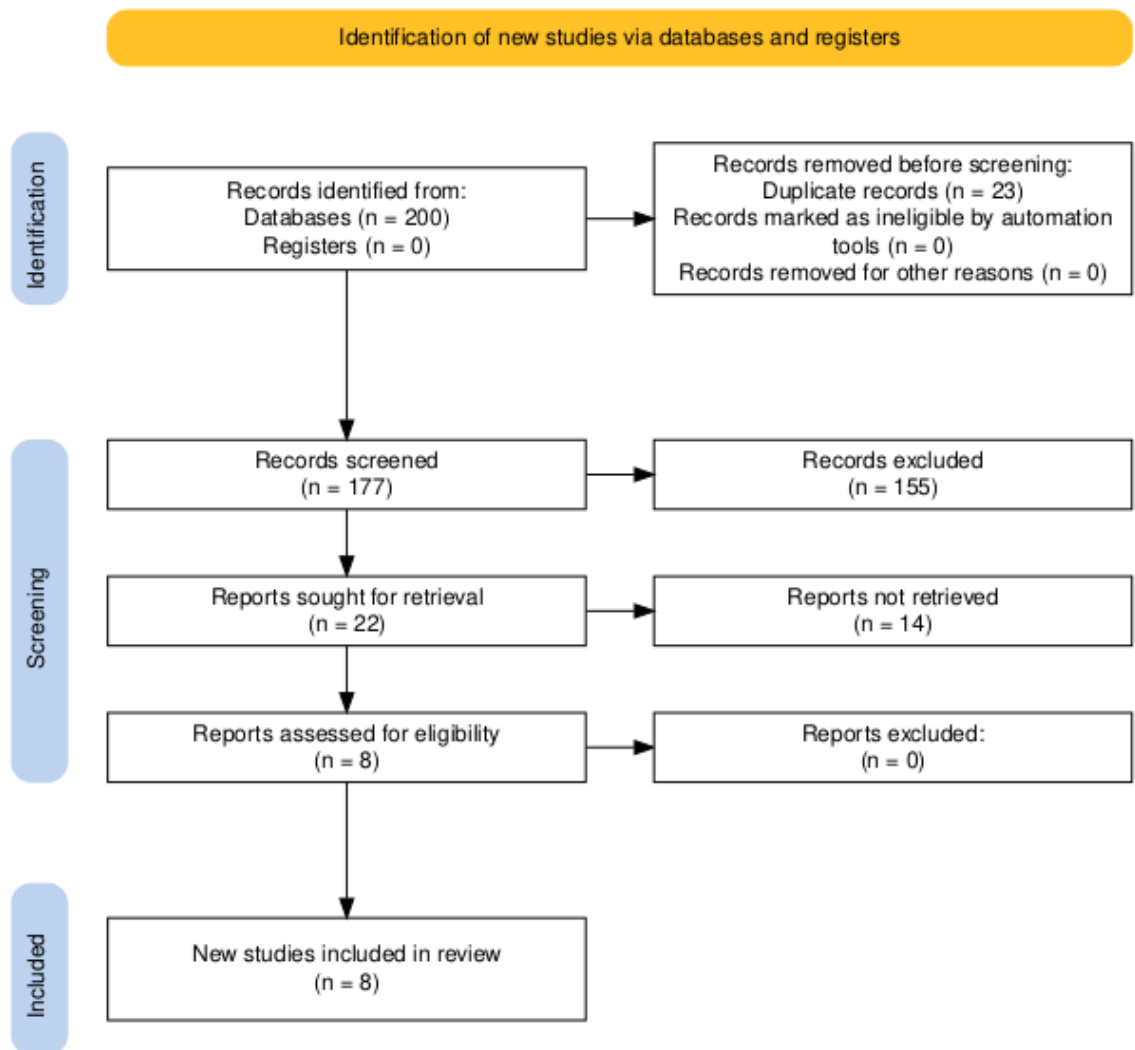 Identification of new studies via databases and registers
Identification
Records identified from:
Databases (n = 200)
Registers (n = 0)
Records removed before screening:
Duplicate records (n = 23)
Records marked as ineligible by automation
tools (n = 0)
Records removed for other reasons (n = 0)
Screening
Records screened
(n = 177)
Records excluded
(n = 155)
Reports sought for retrieval
(n = 22)
Reports not retrieved
(n = 14)
Reports assessed for eligibility
(n = 8)
Reports excluded:
(n = 0)
Included
New studies included in review
(n = 8)